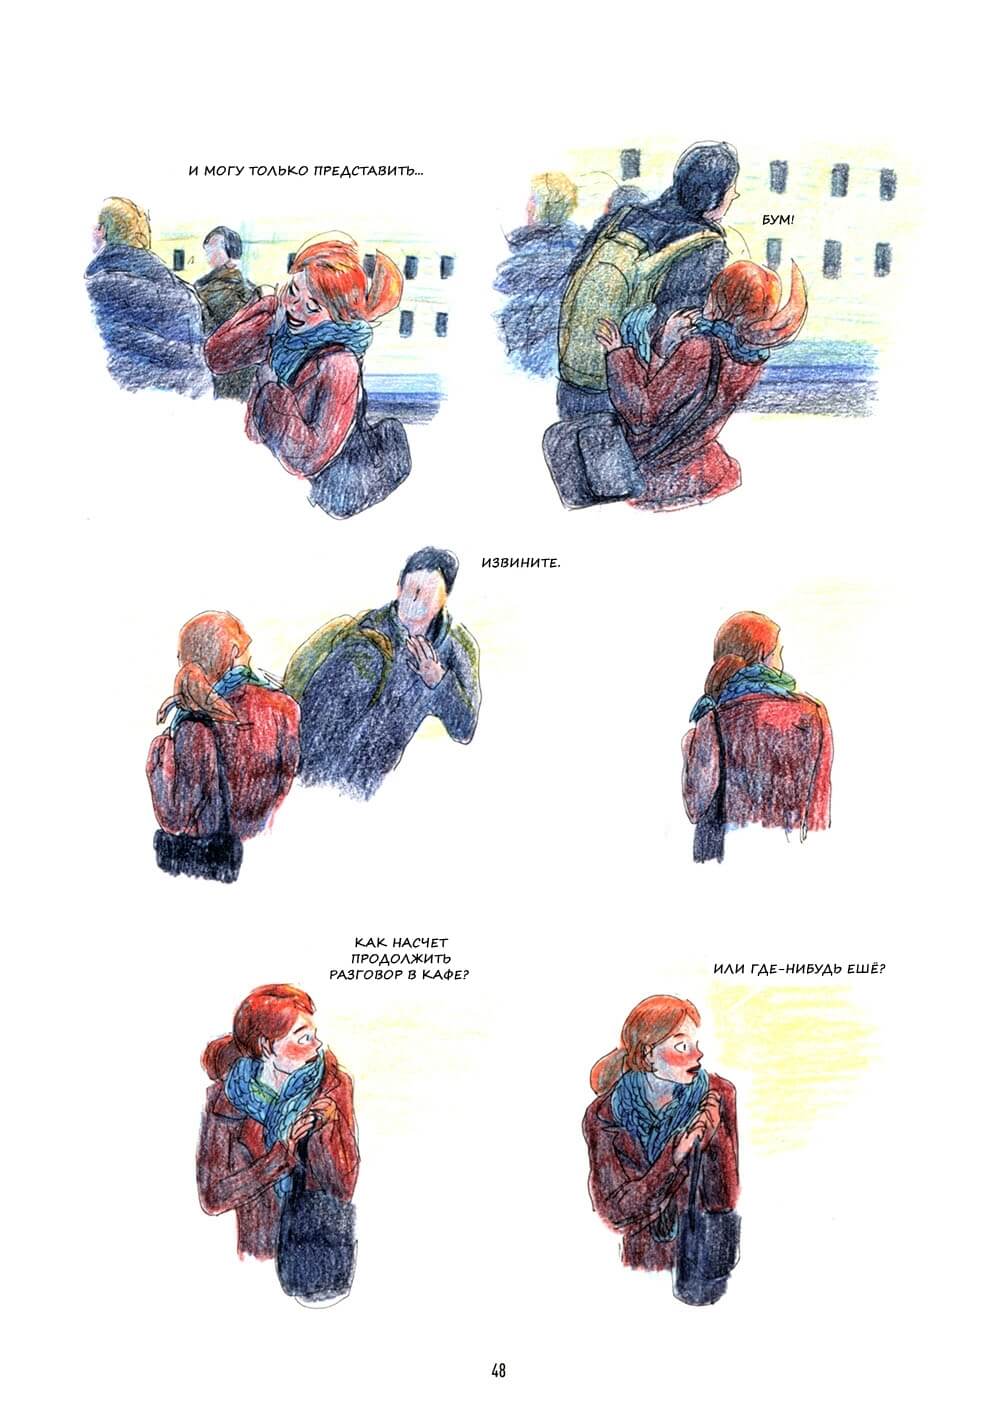 И МОГУ ТОЛЬКО ПРЕДСТАВИТЬ...
БУМ!
ИЗВИНИТЕ.
КАК НАСЧЕТ
ПРОДОЛЖИТЬ
РАЗГОВОР В КАФЕ?
ИЛИ ГДЕ-НИБУДЬ ЕЩЁ?
48